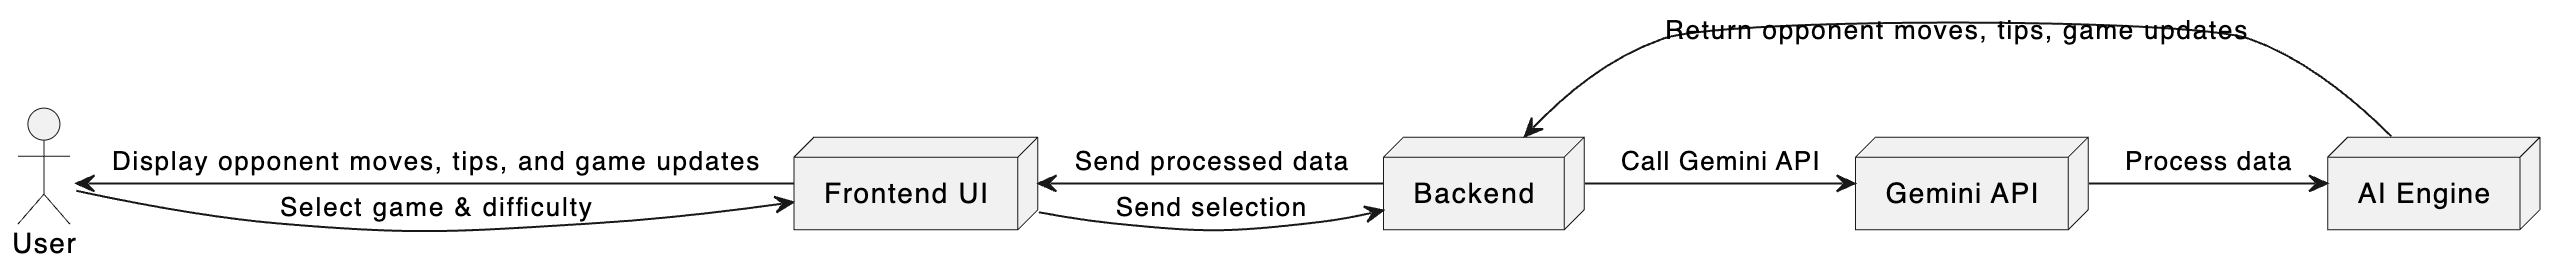 Return opponent moves, tips, game updates
Display opponent moves, tips, and game updates
Send processed data
Call Gemini API
Process data
Frontend UI
Backend
Gemini API
AI Engine
Select game & difficulty
Send selection
User